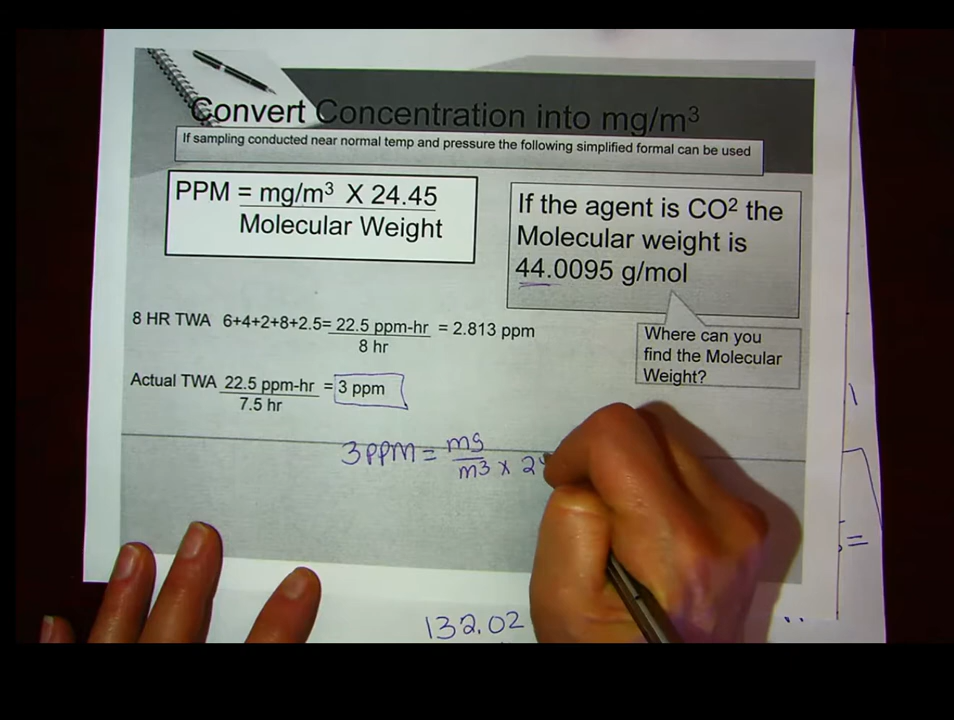 Convert Concentration into mg/m³
If sampling conducted near normal temp and pressure the following simplified formal can be used
PPM = mg/m³ X 24.45
Molecular Weight
If the agent is CO² the
Molecular weight is
44.0095 g/mol
8 HR TWA 6+4+2+8+2.5= 22.5 ppm-hr = 2.813 ppm
8 hr
Where can you
find the Molecular
Weight?
Actual TWA 22.5 ppm-hr = 3 ppm
7.5 hr
3 PPM = mg
m3 x 2
132.02